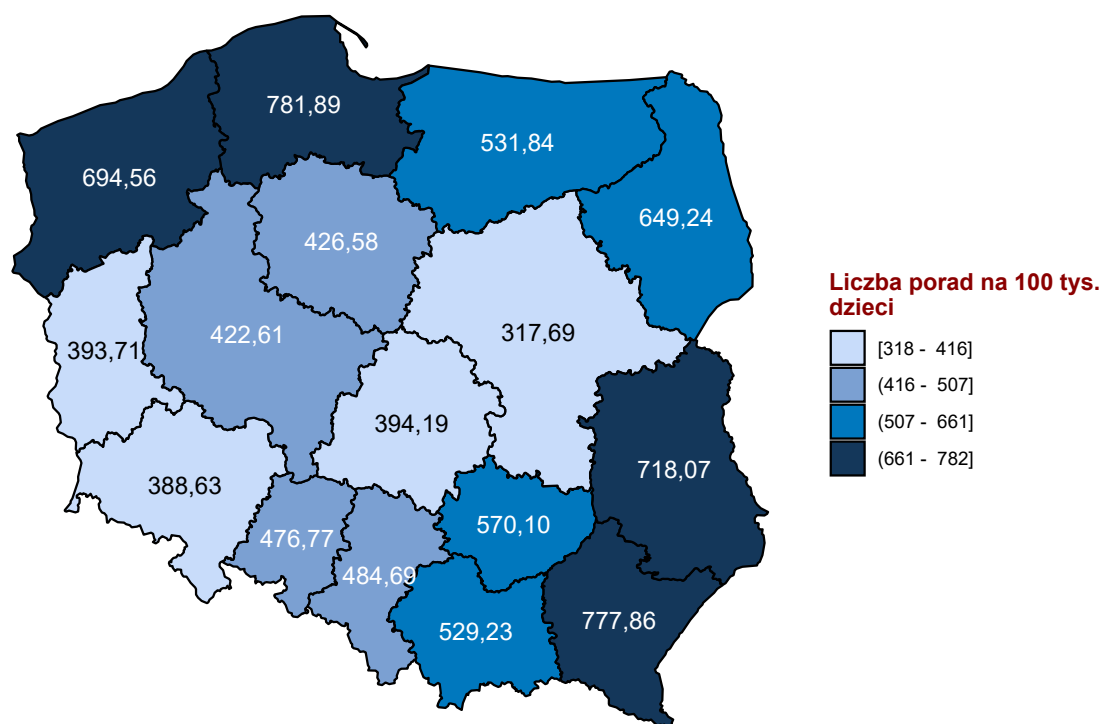 781,89
531,84
694,56
649,24
426,58
317,69
422,61
393,71
394,19
718,07
388,63
570,10
476,77
484,69
777,86
529,23
Liczba porad na 100 tys.
dzieci
[318 - 416]
(416 - 507]
(507 - 661]
(661 - 782]